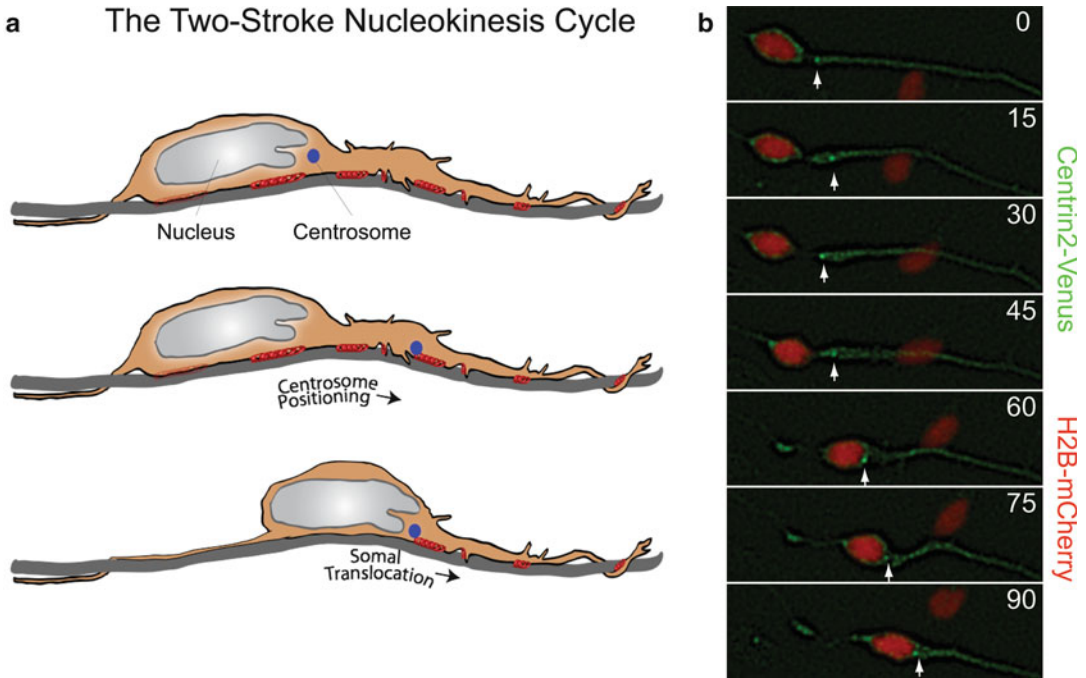 a
The Two-Stroke Nucleokinesis Cycle
Nucleus
Centrosome
Centrosome
Positioning
Somal
Translocation
b
0
15
30
45
60
75
90
Centrin2-Venus
H2B-mCherry